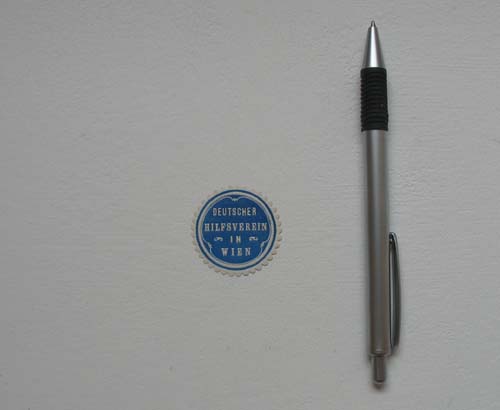 DEUTSCHER
HILFSVEREIN
IN
WIEN